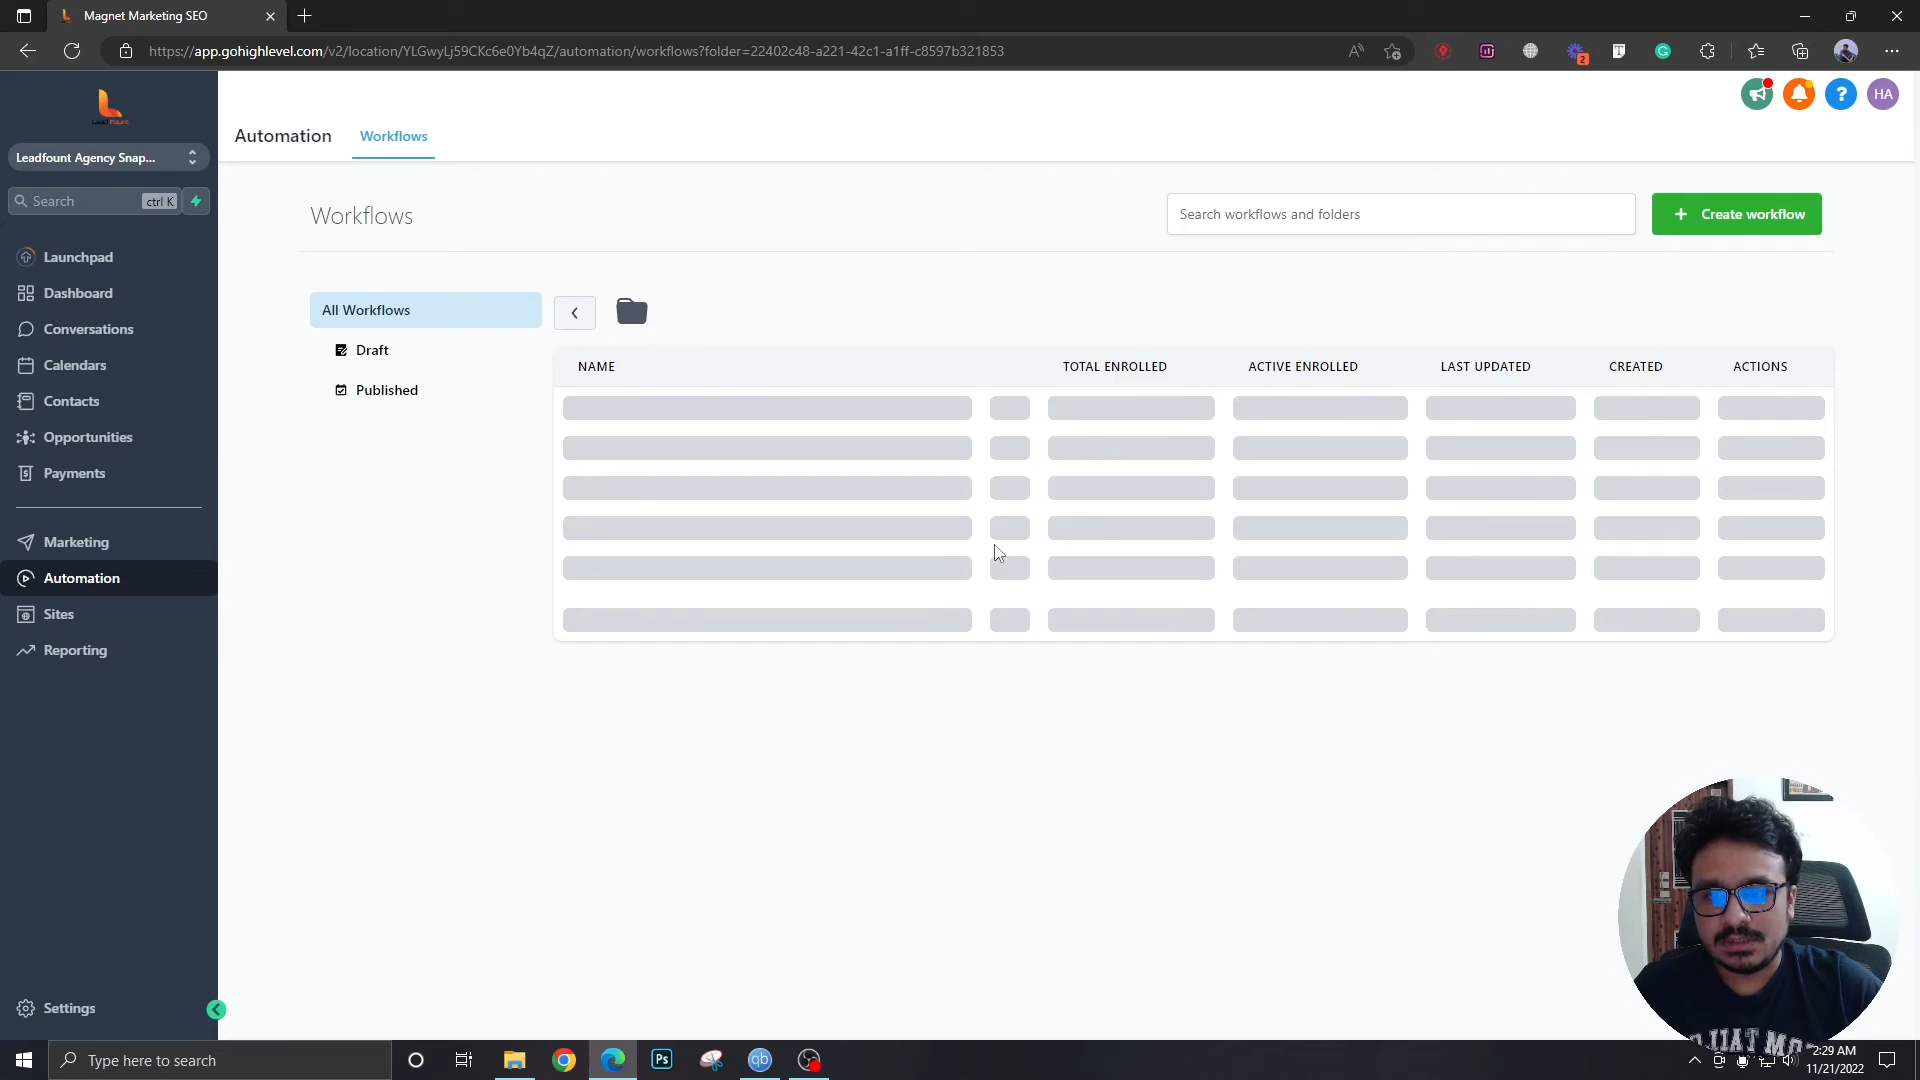 Magnet Marketing SEO
https://app.gohighlevel.com/v2/location/YLGwyLj59CKc6e0Yb4qZ/automation/workflows?folder=22402c48-a221-42c1-a1ff-c8597b321853
2
HA
Automation
Workflows
Leadfount Agency Snap...
Search
ctrl K
Workflows
Search workflows and folders
+ Create workflow
Launchpad
Dashboard
Conversations
Calendars
Contacts
Opportunities
Payments
Marketing
Automation
Sites
Reporting
Settings
All Workflows
Draft
Published
NAME
TOTAL ENROLLED
ACTIVE ENROLLED
LAST UPDATED
CREATED
ACTIONS
Type here to search
Ps
qb
2:29 AM
11/21/2022